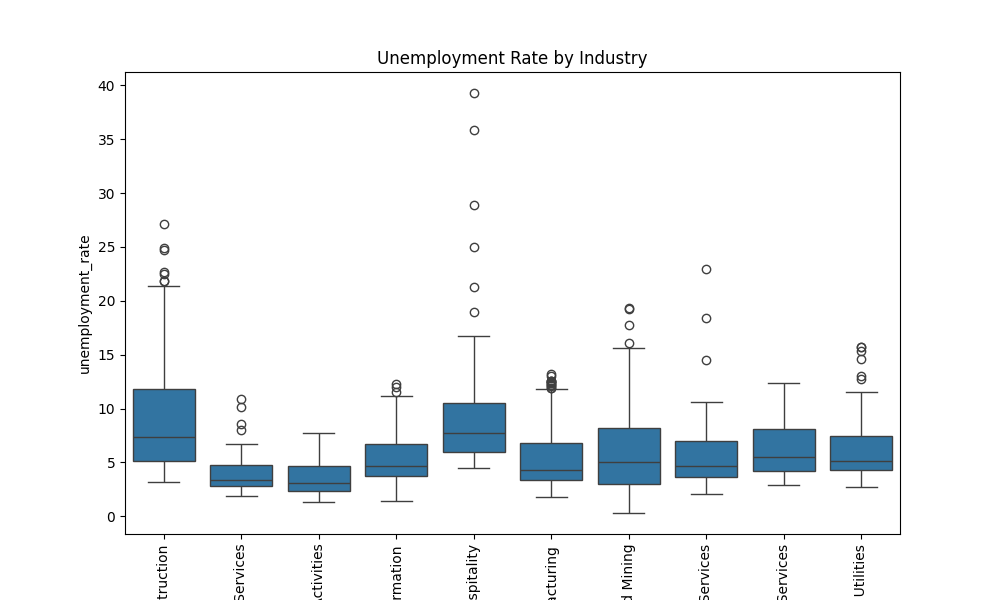 Unemployment Rate by Industry
unemployment_rate
40
35
30
25
20
15
10
5
0
truction
Services
Activities
rmation
spitality
acturing
d Mining
Services
Services
Utilities